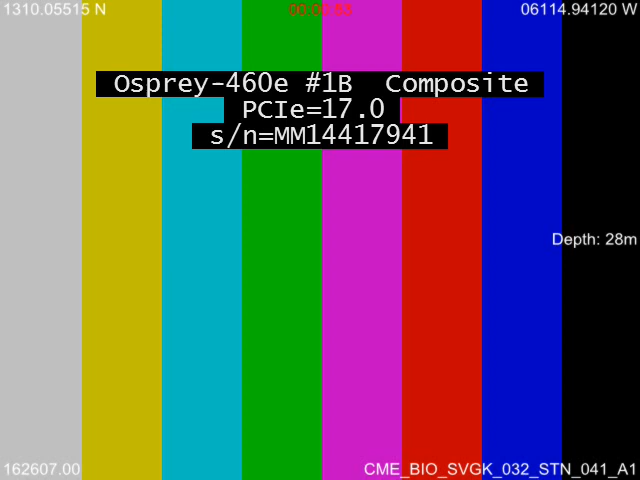 1310.05515 N
00:00:53
06114.94120 W
Osprey-460e #1B Composite
PCIe=17.0
s/n=MM14417941
Depth: 28m
162607.00
CME_BIO_SVGK_032_STN_041_A1